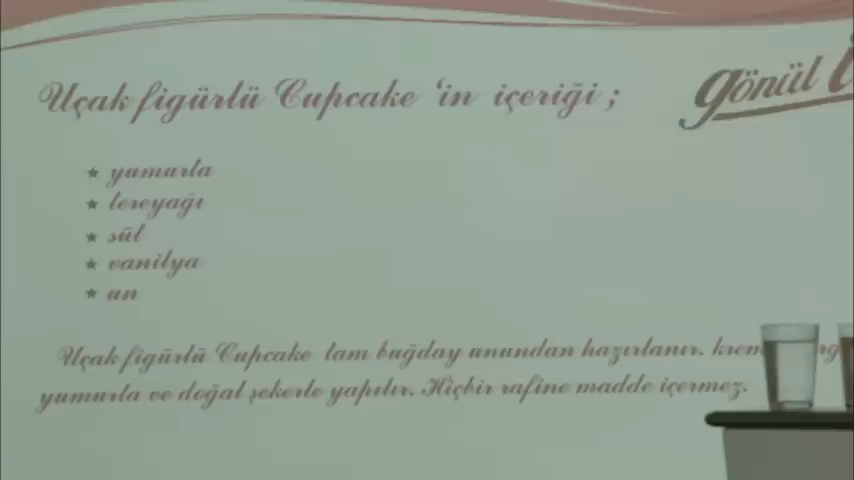 Uçak figürlü Cupcake 'in içeriği ;
gönül
★ yumurta
★ tereyağı
★ süt
★ vanilya
★ un
Uçak figürlü Cupcake tam buğday unundan hazırlanır.
yumurta ve doğal şekerle yapılır. Hiçbir rafine madde içermez.